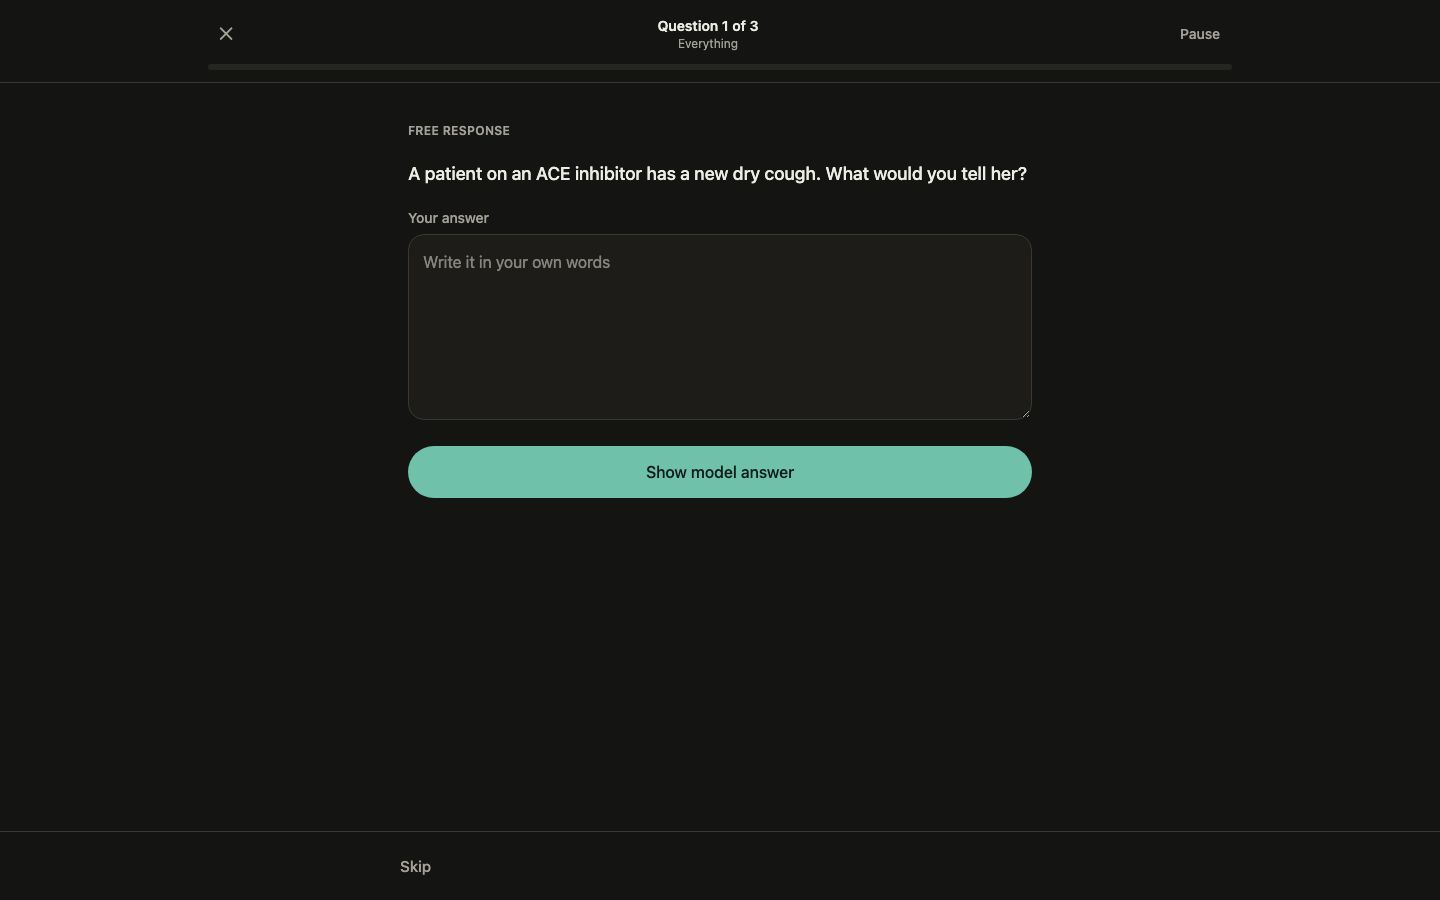 Question 1 of 3
Everything
Pause
FREE RESPONSE
A patient on an ACE inhibitor has a new dry cough. What would you tell her?
Your answer
Write it in your own words
Show model answer
Skip